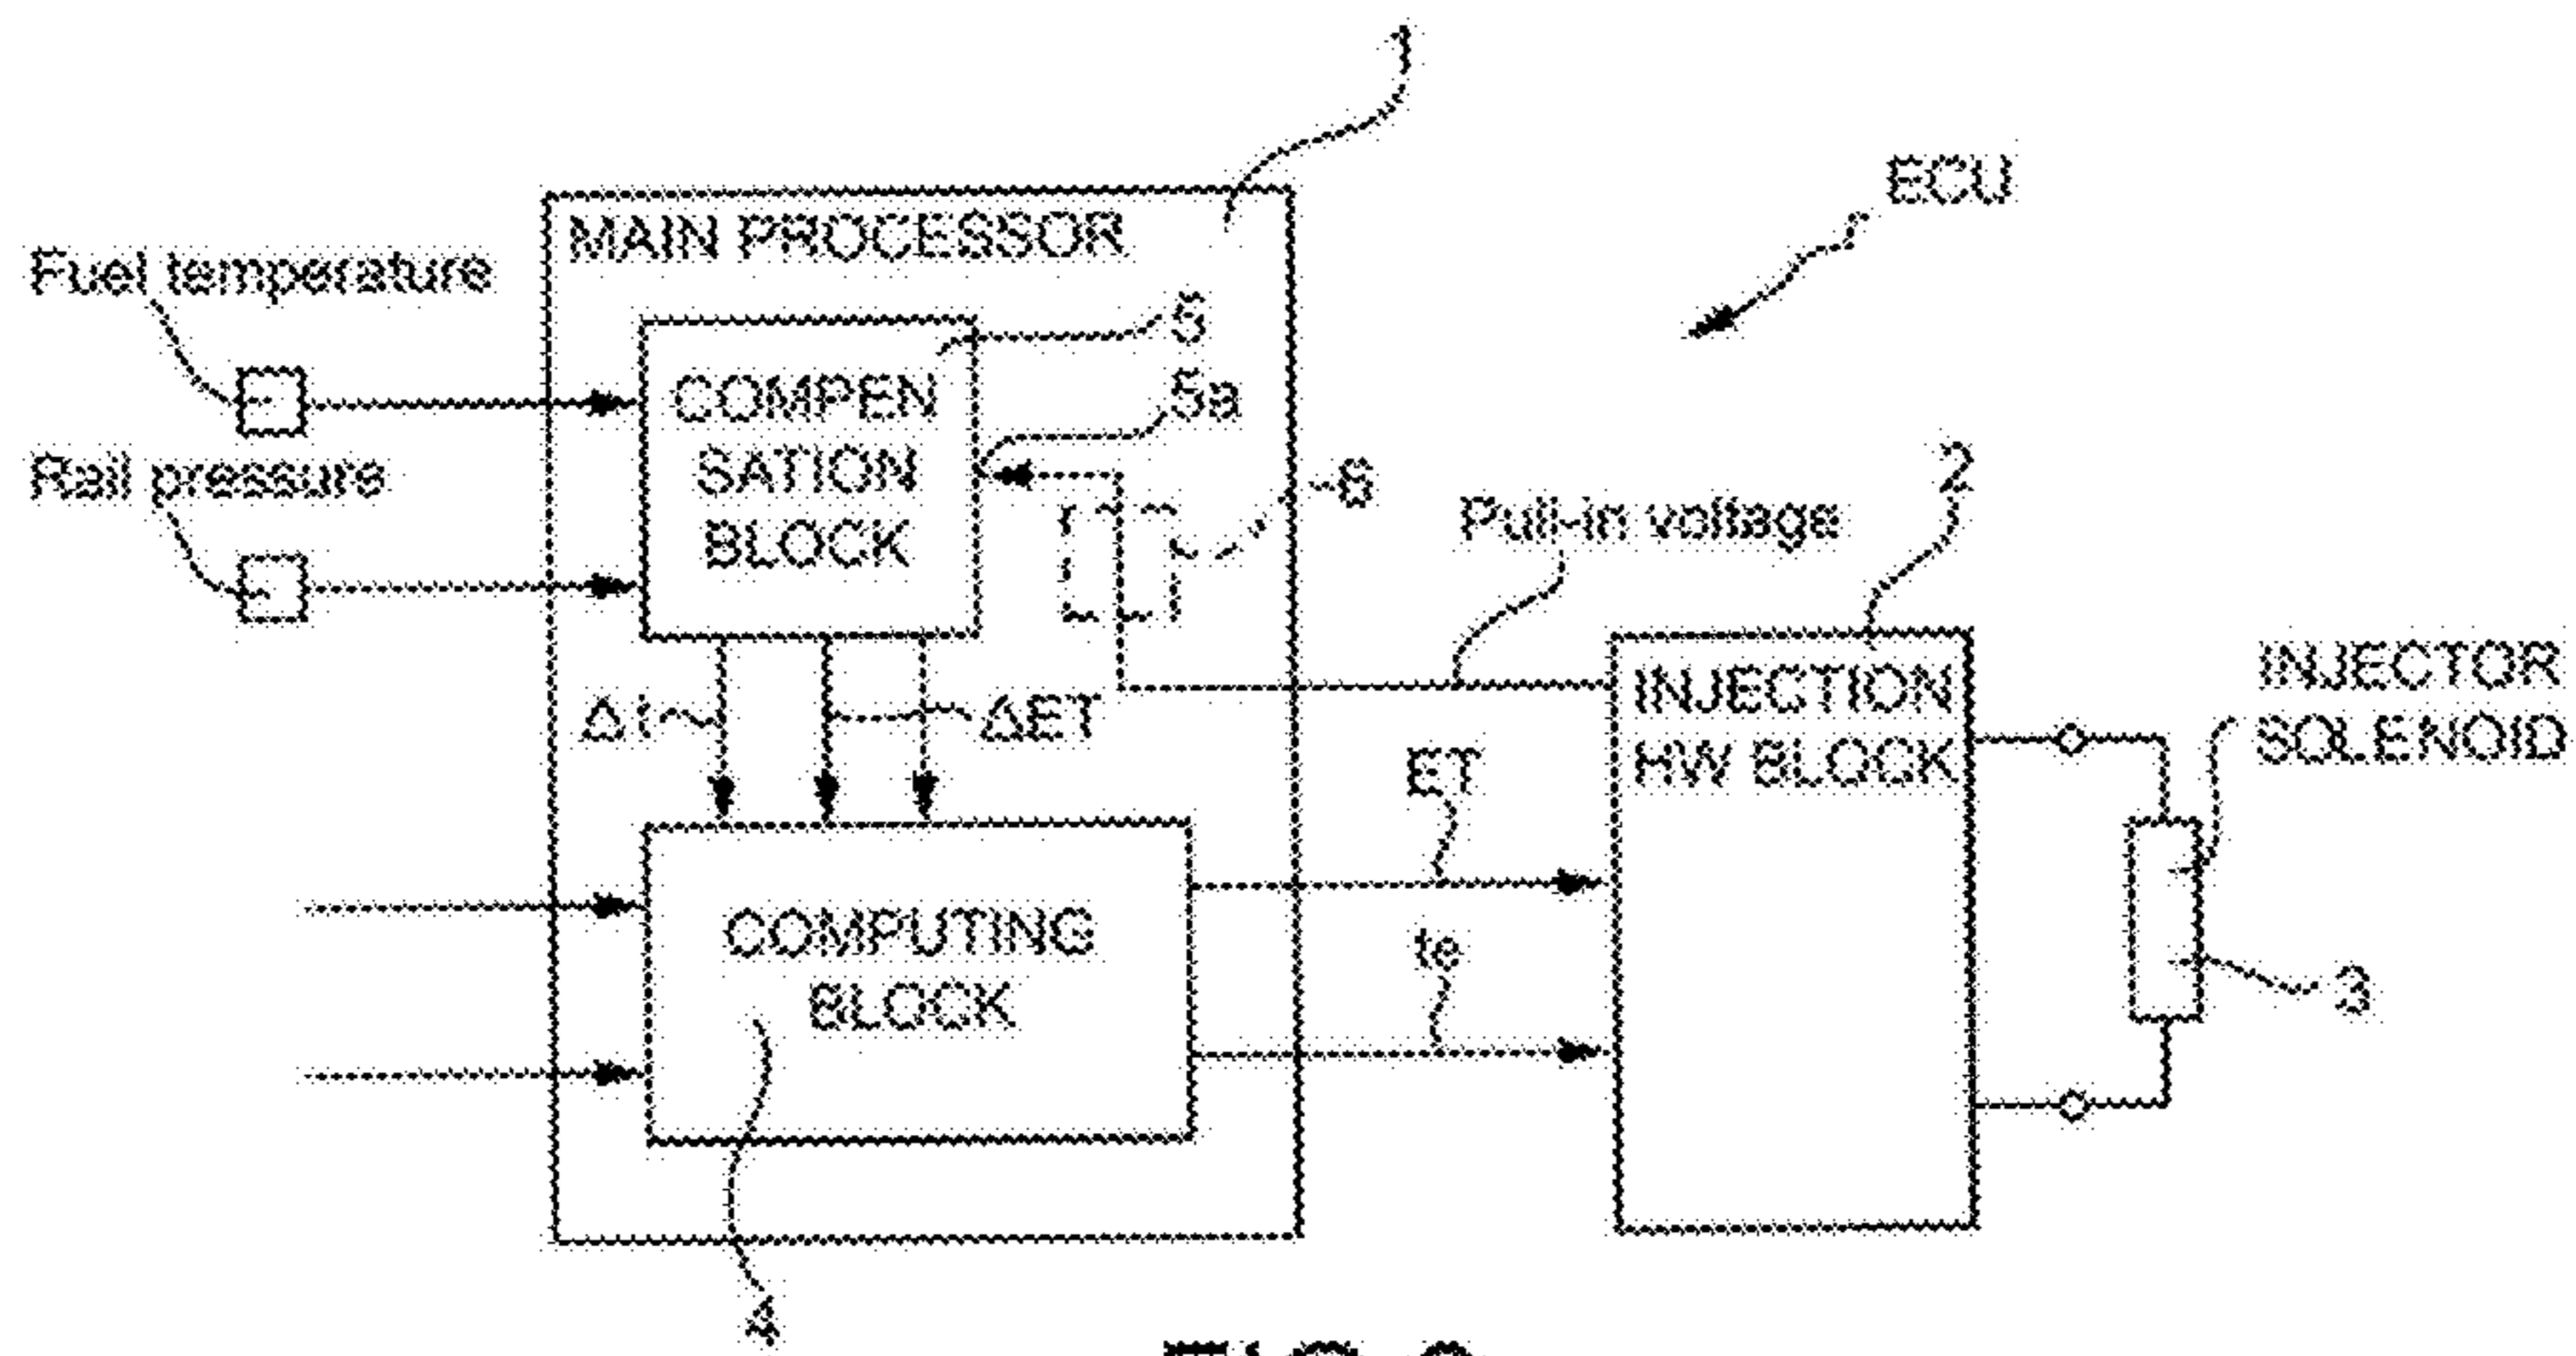 1
ECU
MAIN PROCESSOR
Fuel temperature
5
COMPEN
SATION
BLOCK
5a
Rail pressure
6
Pull-in voltage
2
INJECTION
HW BLOCK
INJECTOR
SOLENOID
Δt
ΔET
ET
COMPUTING
BLOCK
te
3
4